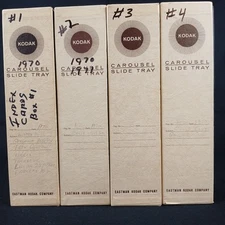 #1
KODAK
1970
CAROUSEL
SLIDE TRAY
INDEX
CARDS
BOX #1
EASTMAN KODAK COMPANY
#2
KODAK
1970
CAROUSEL
SLIDE TRAY
EASTMAN KODAK COMPANY
#3
KODAK
CAROUSEL
SLIDE TRAY
EASTMAN KODAK COMPANY
#4
KODAK
CAROUSEL
SLIDE TRAY
EASTMAN KODAK COMPANY